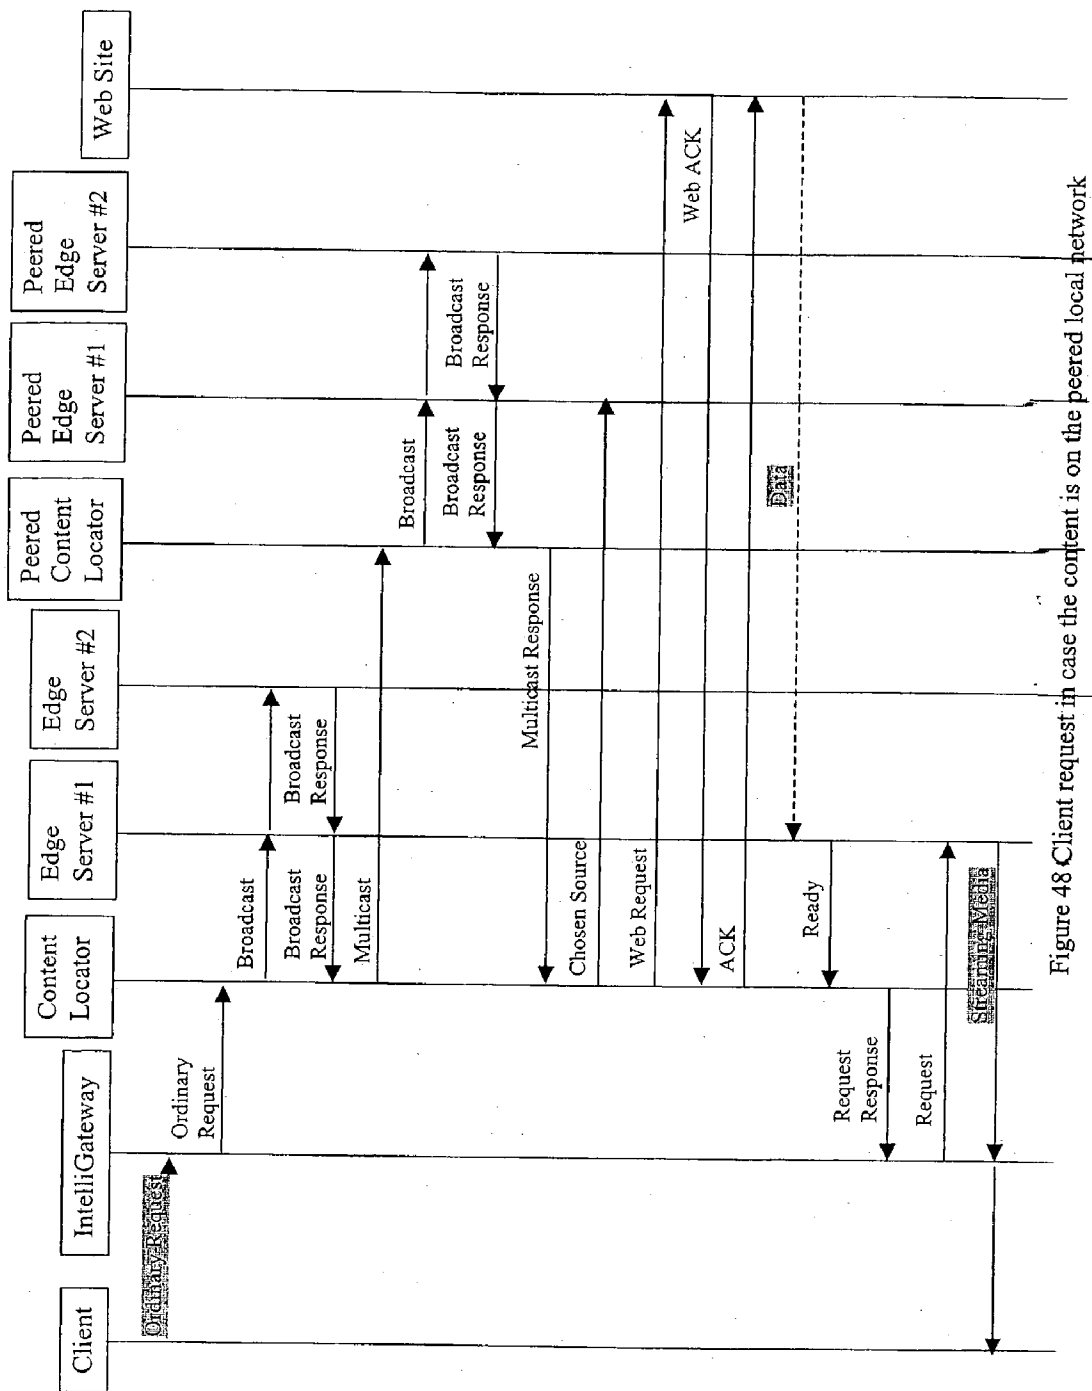 Client
IntelliGateway
Content
Locator
Edge
Server #1
Edge
Server #2
Peered
Content
Locator
Peered
Edge
Server #1
Peered
Edge
Server #2
Web Site
Ordinary Request
Ordinary
Request
Broadcast
Broadcast
Response
Broadcast
Response
Multicast
Broadcast
Broadcast
Response
Broadcast
Response
Multicast Response
Chosen Source
Web Request
Web ACK
ACK
Data
Ready
Request
Response
Request
Streaming Media
Figure 48 Client request in case the content is on the peered local network